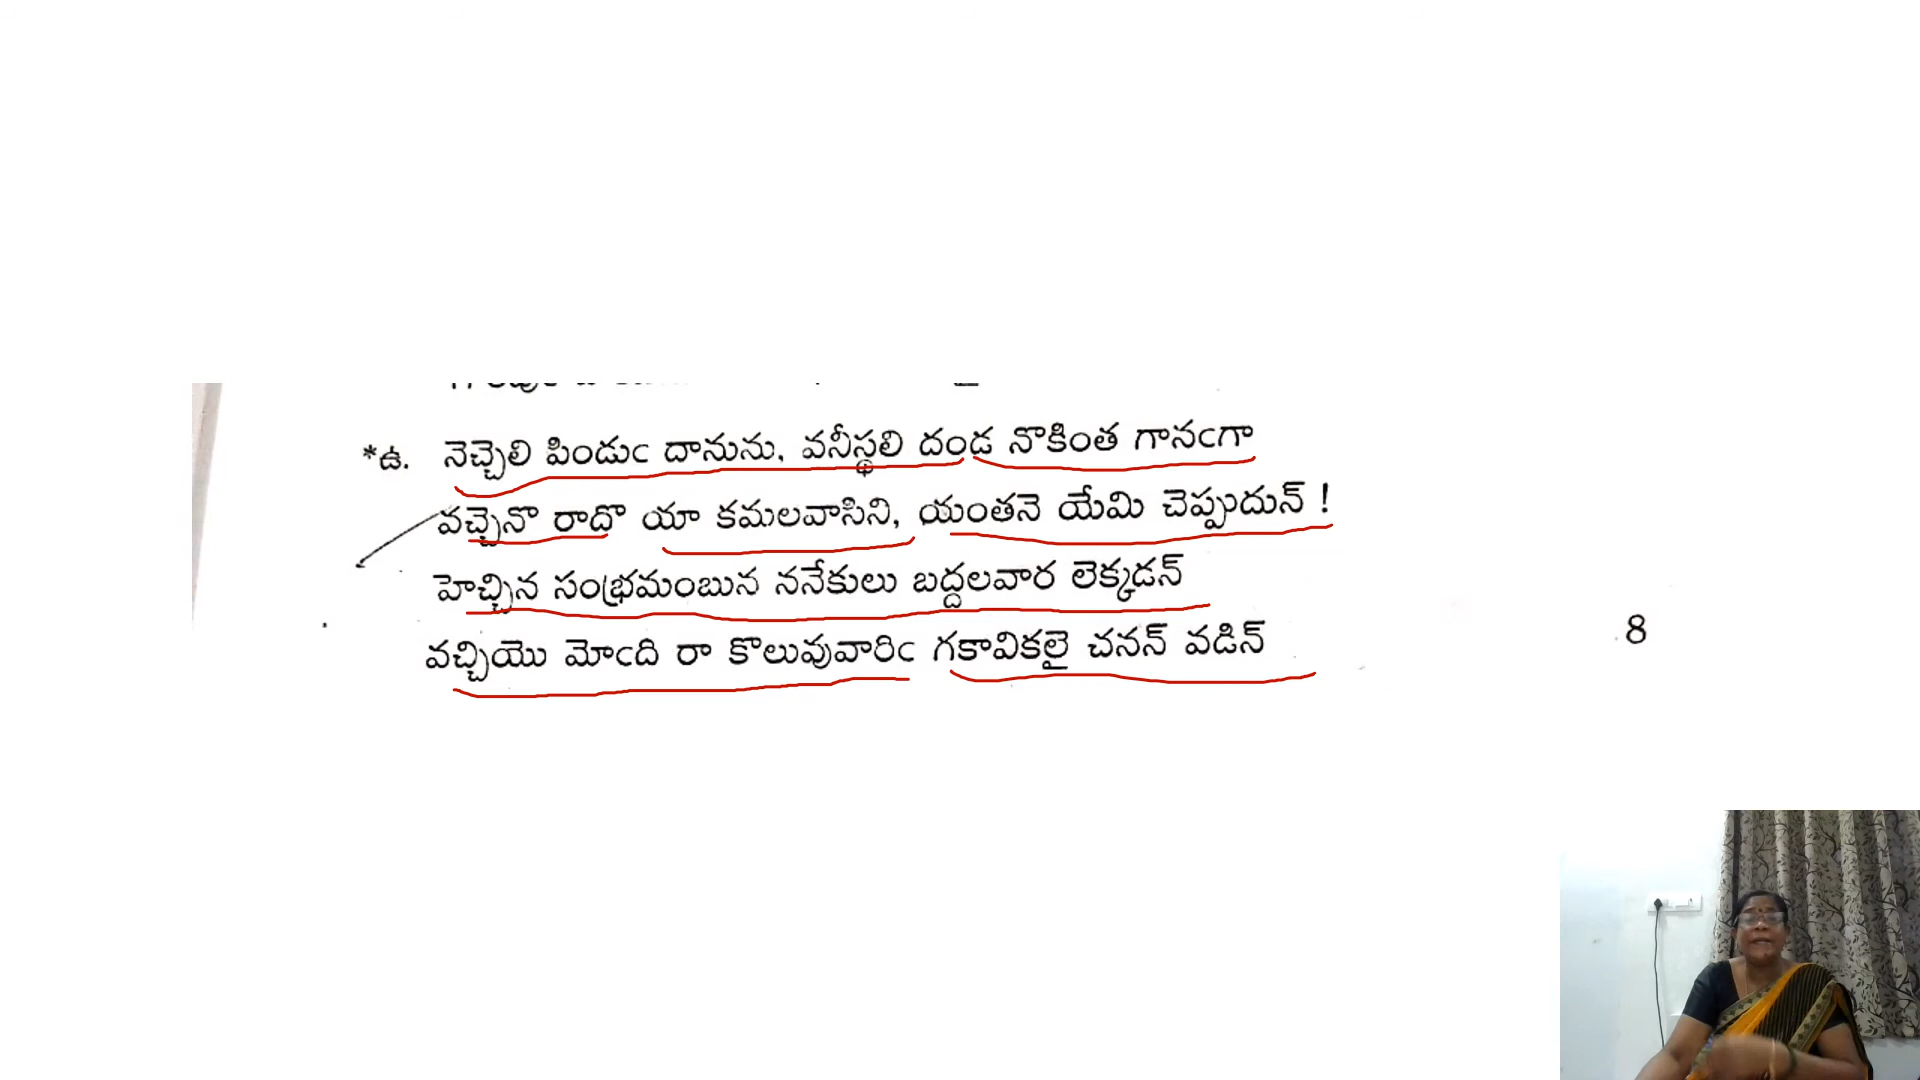 *ఉ. నెచ్చెలి పిండుఁ దానును, వనీస్థలి దండ నొకింత గానఁగా
వచ్చెనొ రాదొ యా కమలవాసిని, యంతనె యేమి చెప్పుదున్ !
హెచ్చిన సంభ్రమంబున ననేకులు బద్దలవార లెక్కడన్
వచ్చియొ మోఁది రా కొలువువారిఁ గకావికలై చనన్ వడిన్ 8